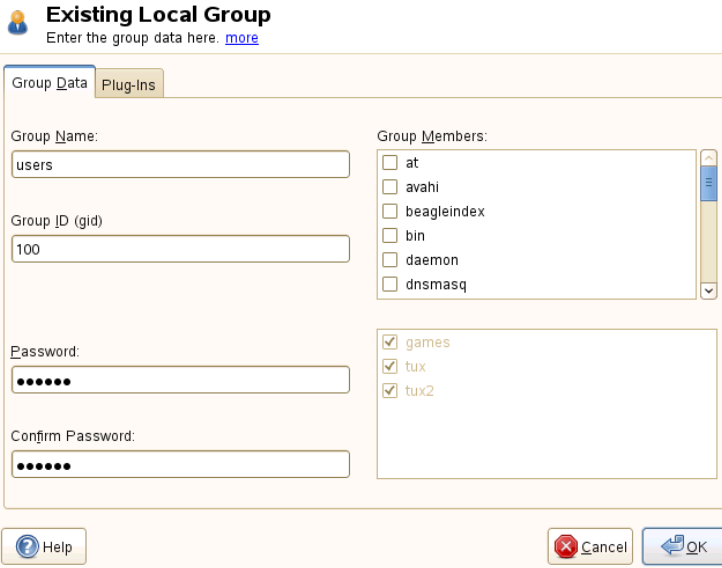 Existing Local Group
Enter the group data here. more
Group Data
Plug-Ins
Group Name:
users
Group ID (gid)
100
Password:
●●●●●●
Confirm Password:
●●●●●●
Group Members:
at
avahi
beagleindex
bin
daemon
dnsmasq
games
tux
tux2
Help
Cancel
OK